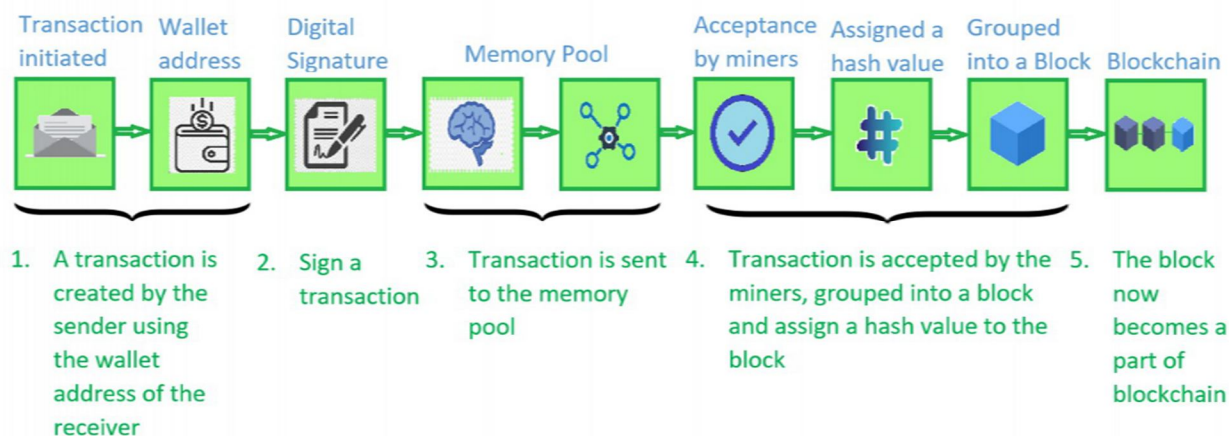 Transaction initiated
Wallet address
Digital Signature
Memory Pool
Acceptance by miners
Assigned a hash value
Grouped into a Block
Blockchain
1. A transaction is
created by the
sender using
the wallet
address of the
receiver
2. Sign a
transaction
3. Transaction is sent
to the memory
pool
4. Transaction is accepted by the
miners, grouped into a block
and assign a hash value to the
block
5. The block
now
becomes a
part of
blockchain